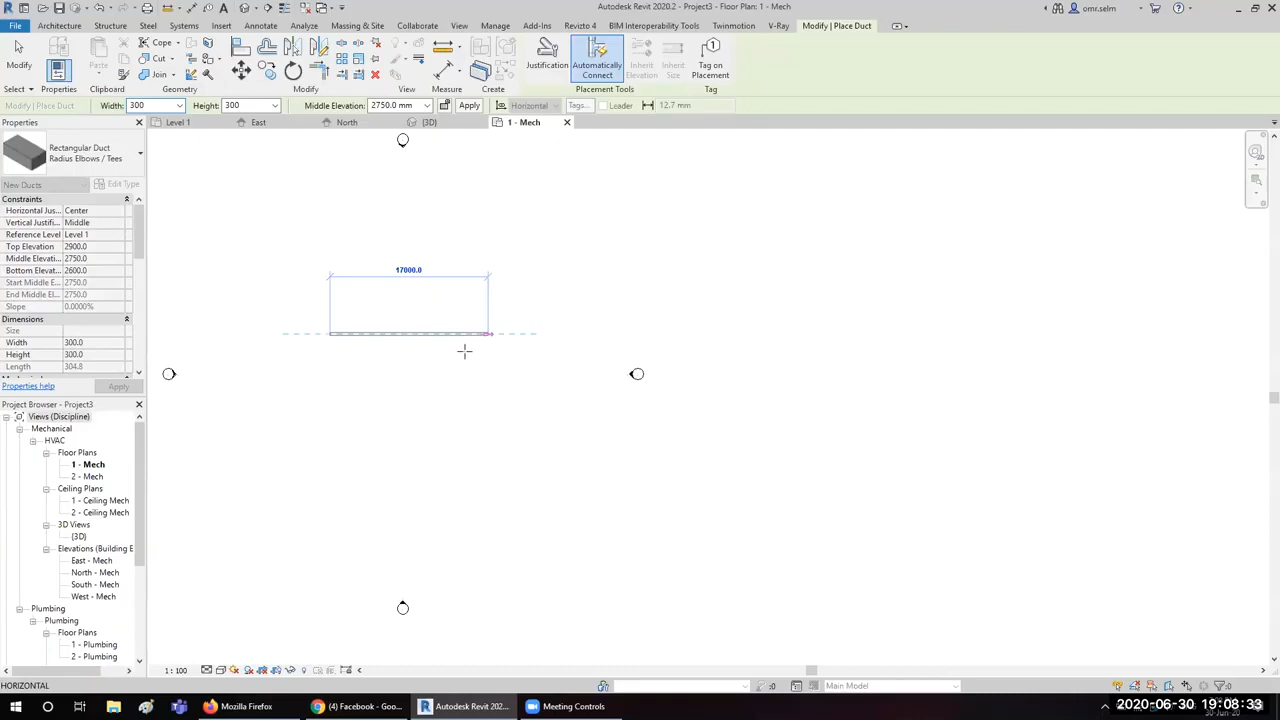 Autodesk Revit 2020.2 - Project3 - Floor Plan: 1 - Mech
omr.selm
File Architecture Structure Steel Systems Insert Annotate Analyze Massing & Site Collaborate View Manage Add-Ins Revizto 4 BIM Interoperability Tools Twinmotion V-Ray Modify | Place Duct
Modify Paste Cope Cut Join Justification Automatically Connect Inherit Elevation Inherit Size Tag on Placement
Select Properties Clipboard Geometry Modify View Measure Create Placement Tools Tag
Modify | Place Duct Width: 300 Height: 300 Middle Elevation: 2750.0 mm Apply Horizontal Tags... Leader 12.7 mm
Properties
Level 1 East North {3D} 1 - Mech
Rectangular Duct
Radius Elbows / Tees
New Ducts Edit Type
Constraints
Horizontal Jus... Center
Vertical Justifi... Middle
Reference Level Level 1
Top Elevation 2900.0
Middle Elevati... 2750.0
Bottom Elevat... 2600.0
Start Middle E... 2750.0
End Middle El... 2750.0
Slope 0.0000%
Dimensions
Size
Width 300.0
Height 300.0
Length 304.8
Properties help Apply
17000.0
Project Browser - Project3
Views (Discipline)
Mechanical
HVAC
Floor Plans
1 - Mech
2 - Mech
Ceiling Plans
1 - Ceiling Mech
2 - Ceiling Mech
3D Views
{3D}
Elevations (Building E
East - Mech
North - Mech
South - Mech
West - Mech
Plumbing
Plumbing
Floor Plans
1 - Plumbing
2 - Plumbing
1 : 100
HORIZONTAL :0 Main Model :0
Mozilla Firefox (4) Facebook - Goo... Autodesk Revit 202... Meeting Controls
2020-06-30 19:08:33